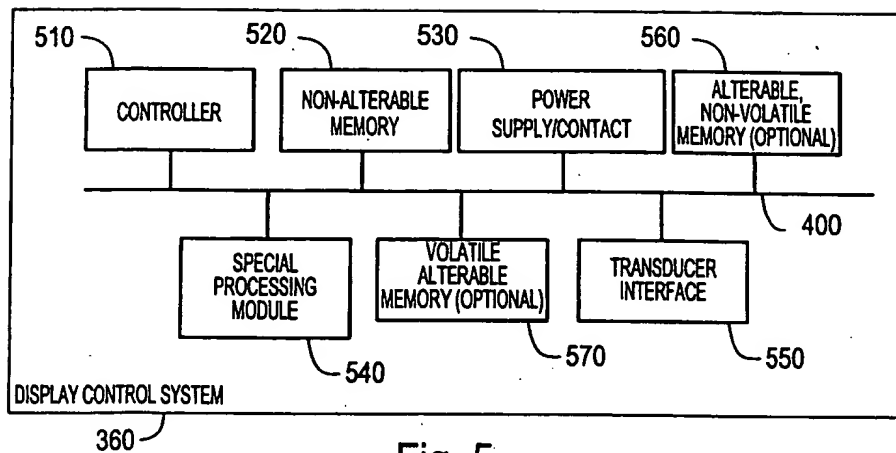 510
520
530
560
CONTROLLER
NON-ALTERABLE
MEMORY
POWER
SUPPLY/CONTACT
ALTERABLE,
NON-VOLATILE
MEMORY (OPTIONAL)
400
SPECIAL
PROCESSING
MODULE
VOLATILE
ALTERABLE
MEMORY (OPTIONAL)
TRANSDUCER
INTERFACE
540
570
550
DISPLAY CONTROL SYSTEM
360
Fig. 5